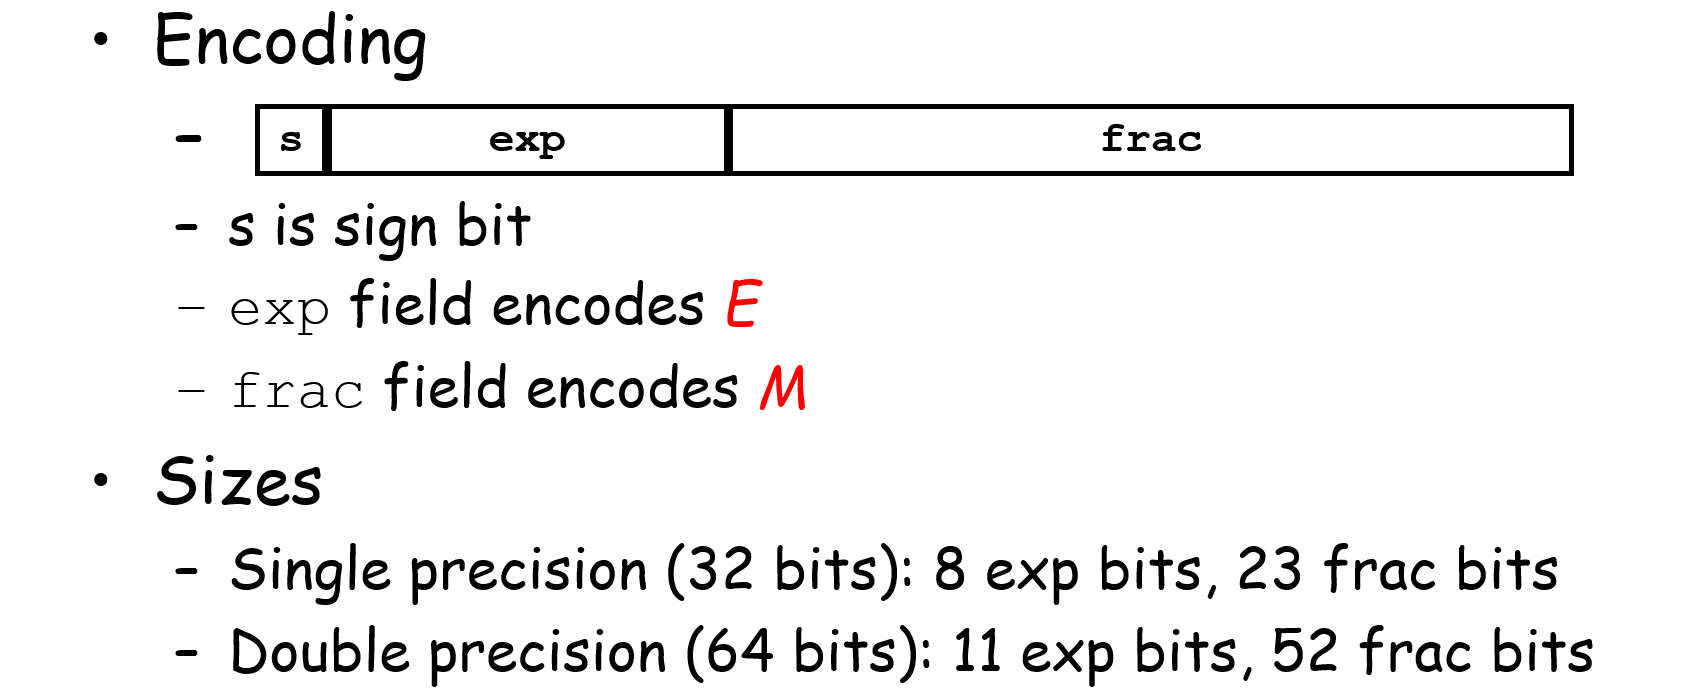 • Encoding
– s exp frac
– s is sign bit
– exp field encodes E
– frac field encodes M
• Sizes
– Single precision (32 bits): 8 exp bits, 23 frac bits
– Double precision (64 bits): 11 exp bits, 52 frac bits